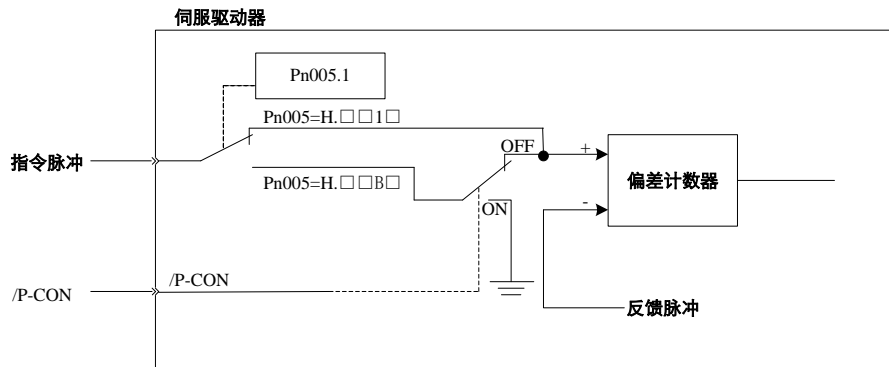 伺服驱动器
Pn005.1
Pn005=H.□□1□
指令脉冲
OFF
+
偏差计数器
Pn005=H.□□B□
ON
-
/P-CON
/P-CON
反馈脉冲